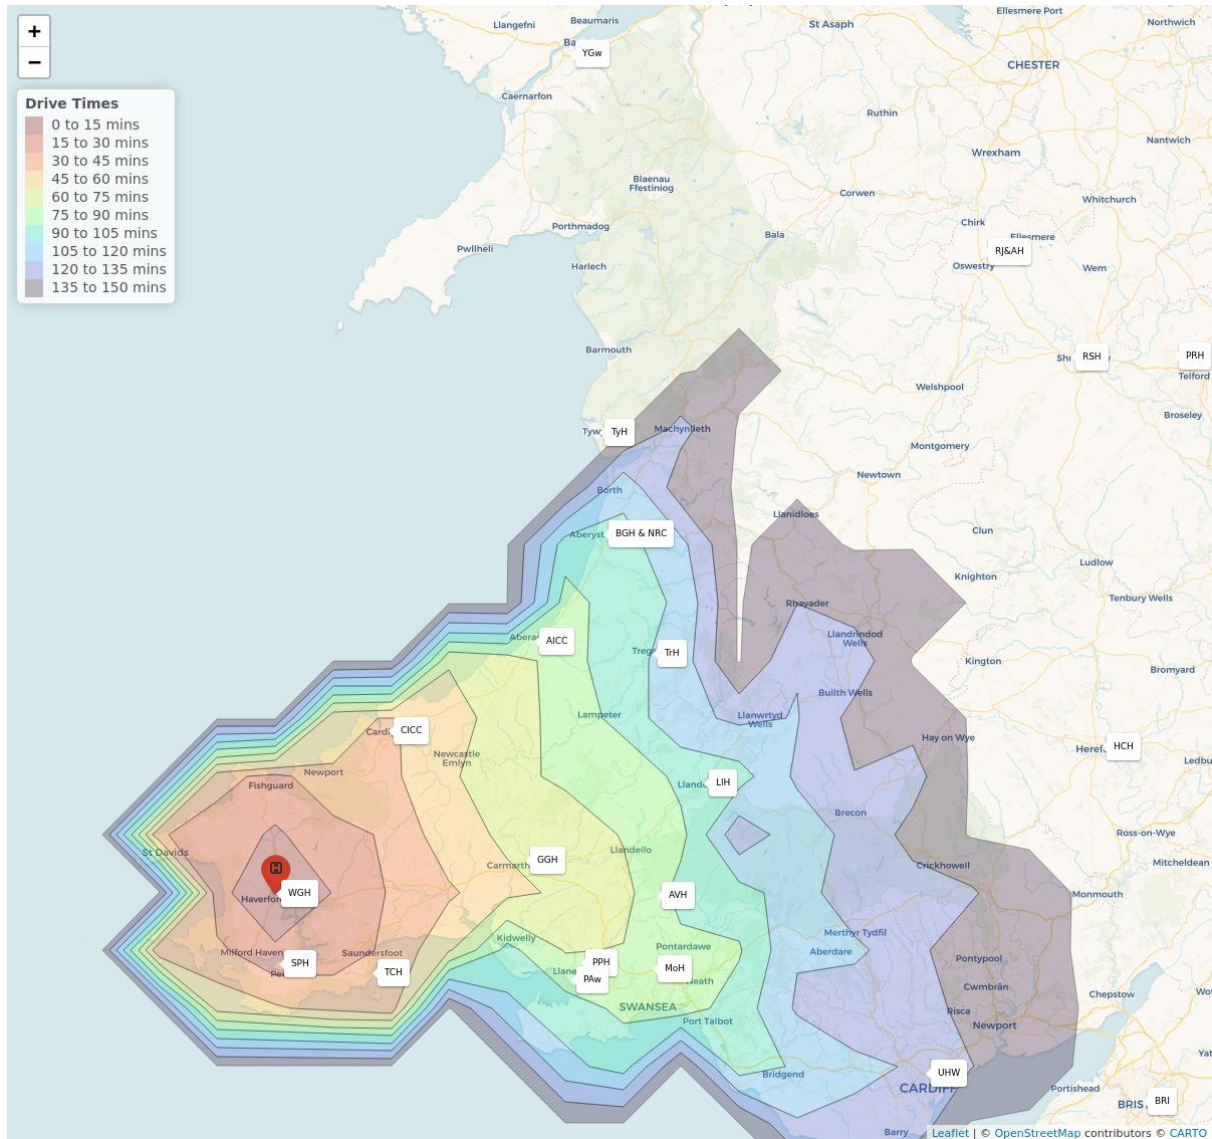 +
−
Drive Times
0 to 15 mins
15 to 30 mins
30 to 45 mins
45 to 60 mins
60 to 75 mins
75 to 90 mins
90 to 105 mins
105 to 120 mins
120 to 135 mins
135 to 150 mins
Ellesmere Port
Beaumaris
Llangefni
St Asaph
Northwich
YGw
CHESTER
Caernarfon
Ruthin
Nantwich
Wrexham
Blaenau
Ffestiniog
Corwen
Whitchurch
Chirk
Porthmadog
Bala
Ellesmere
Pwllheli
RJ&AH
Harlech
Oswestry
Wem
Barmouth
RSH
PRH
Telford
Welshpool
Broseley
TyH
Machynlleth
Montgomery
Newtown
Borth
Llanidloes
BGH & NRC
Clun
Ludlow
Knighton
Tenbury Wells
Rhayader
AICC
Llandrindod
Wells
TrH
Kington
Bromyard
Builth Wells
Lampeter
Llanwrtyd
Wells
CICC
Hay on Wye
HCH
Newcastle
Emlyn
Newport
Fishguard
LIH
Brecon
Ross-on-Wye
St Davids
Llandeilo
GGH
Crickhowell
Mitcheldean
WGH
AVH
Monmouth
Merthyr Tydfil
Kidwelly
Pontardawe
Aberdare
Saundersfoot
Pontypool
SPH
TCH
PPH
MoH
PAw
Cwmbrân
Chepstow
SWANSEA
Risca
Port Talbot
Newport
Bridgend
UHW
CARDIFF
Portishead
BRI
Barry
Leaflet | © OpenStreetMap contributors © CARTO